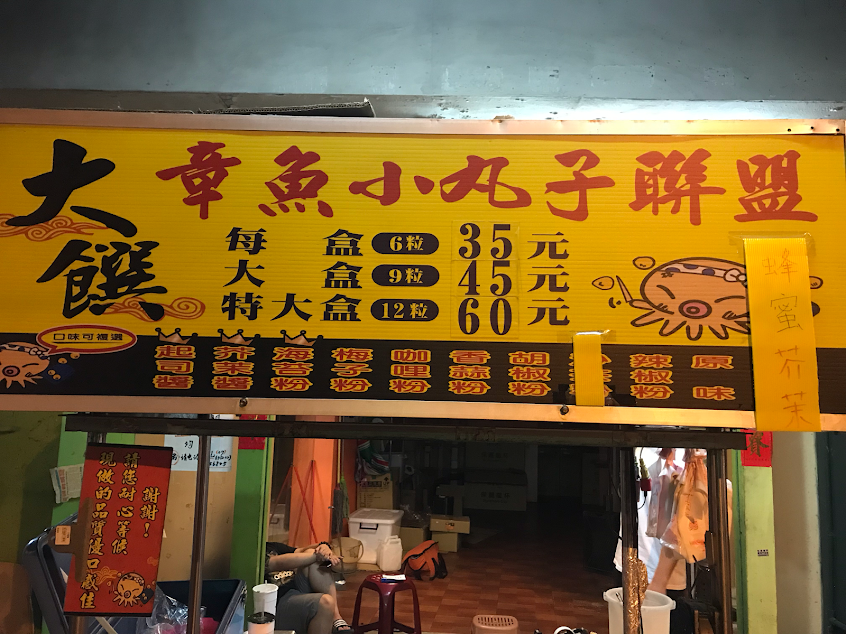 大饌
章魚小丸子聯盟
每盒 6粒 35元
大盒 9粒 45元
特大盒 12粒 60元
口味可複選
起司醬
芥茉醬
海苔粉
梅子粉
咖哩粉
香蒜粉
胡椒粉
辣椒粉
原味
蜂蜜芥茉
請您耐心等候
謝謝！
現做的品質優口感佳